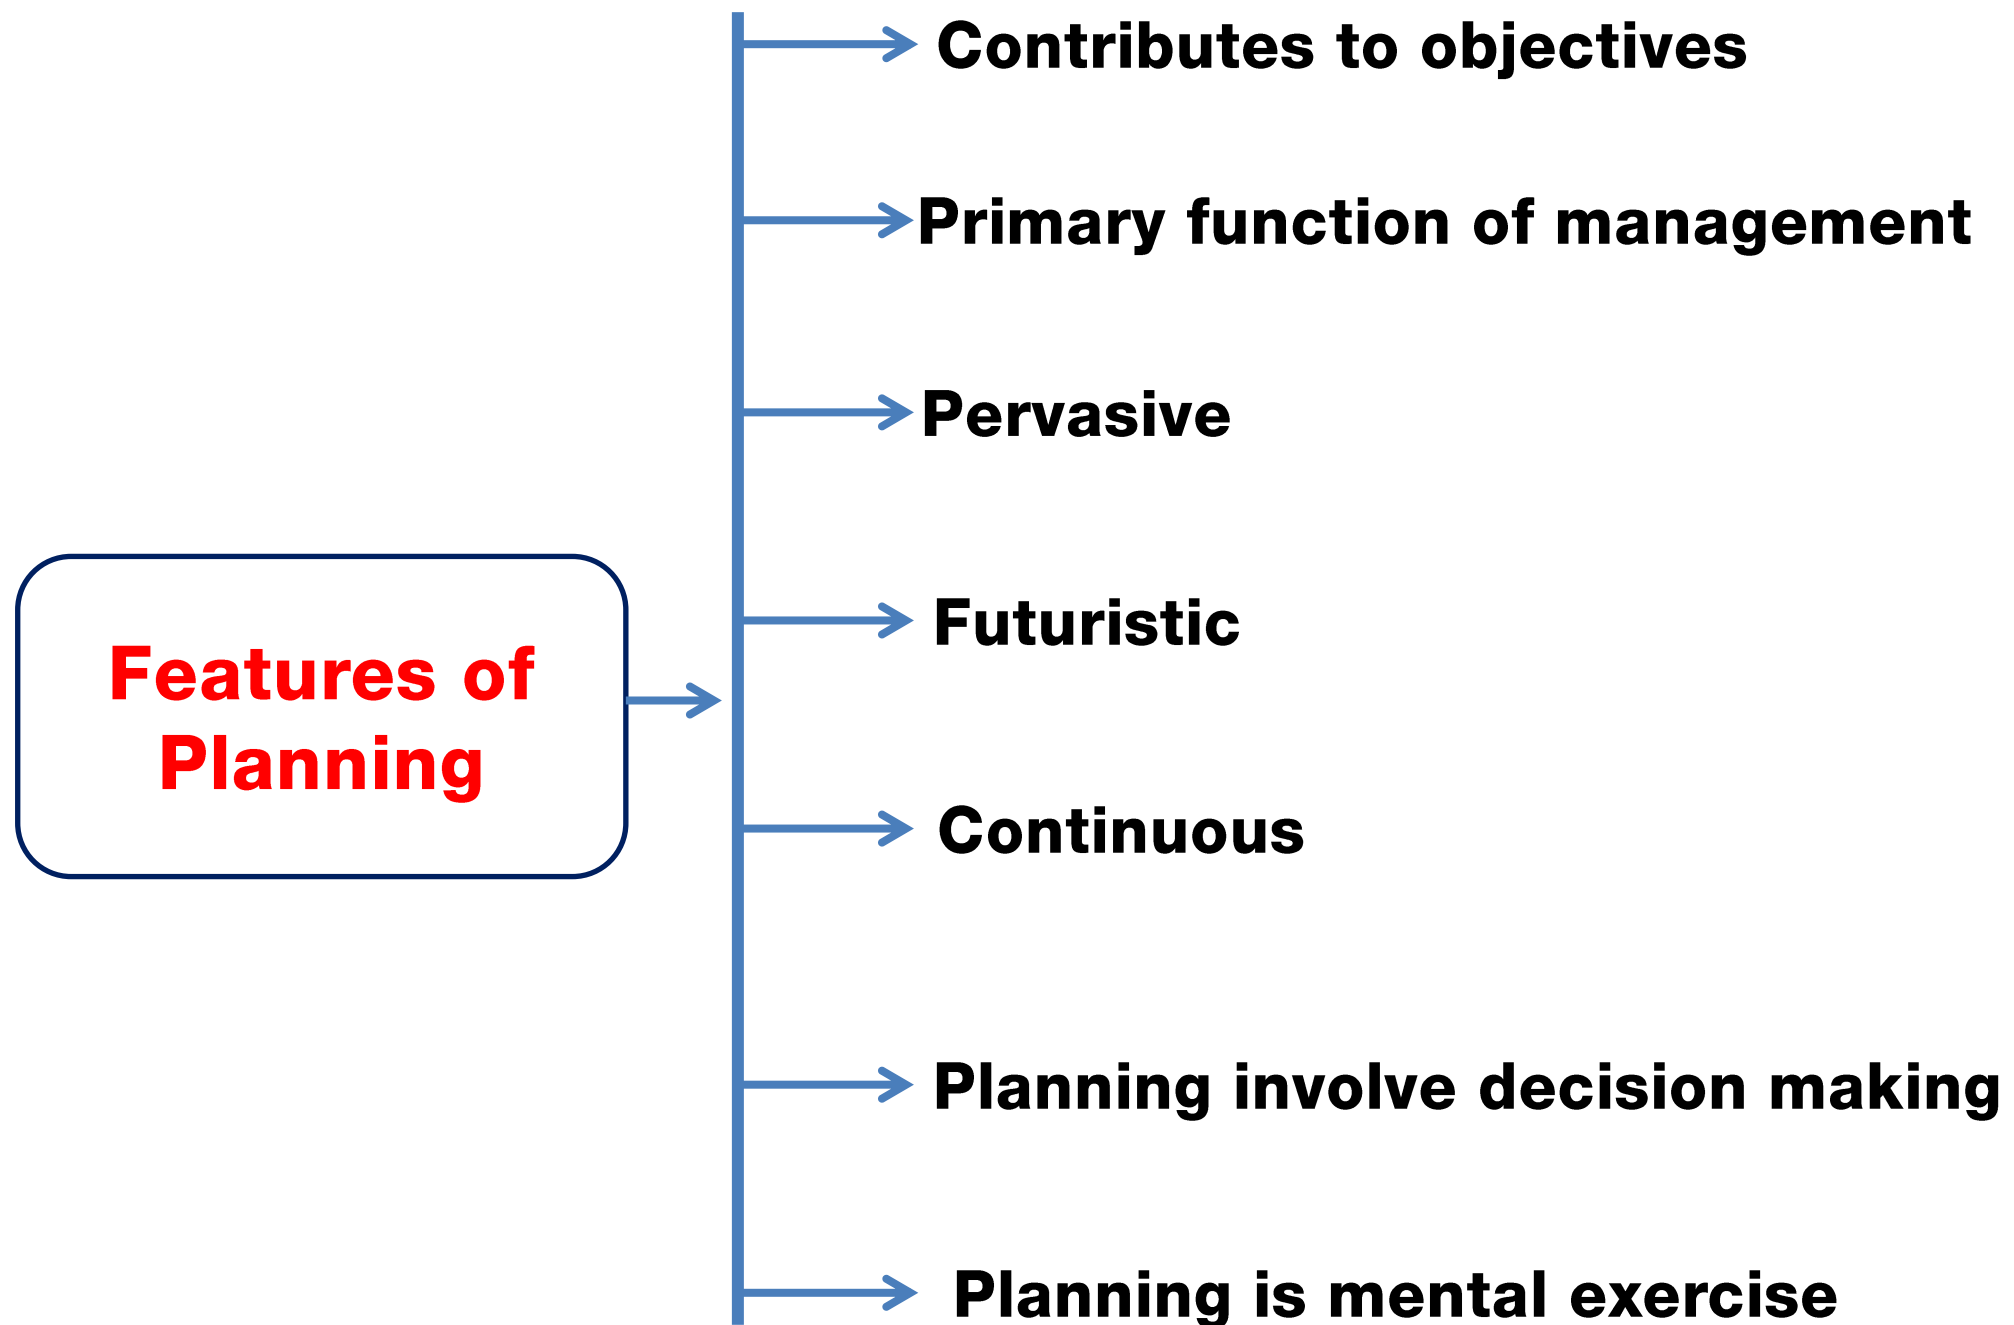 Contributes to objectives
Primary function of management
Pervasive
Futuristic
Features of
Planning
Continuous
Planning involve decision making
Planning is mental exercise